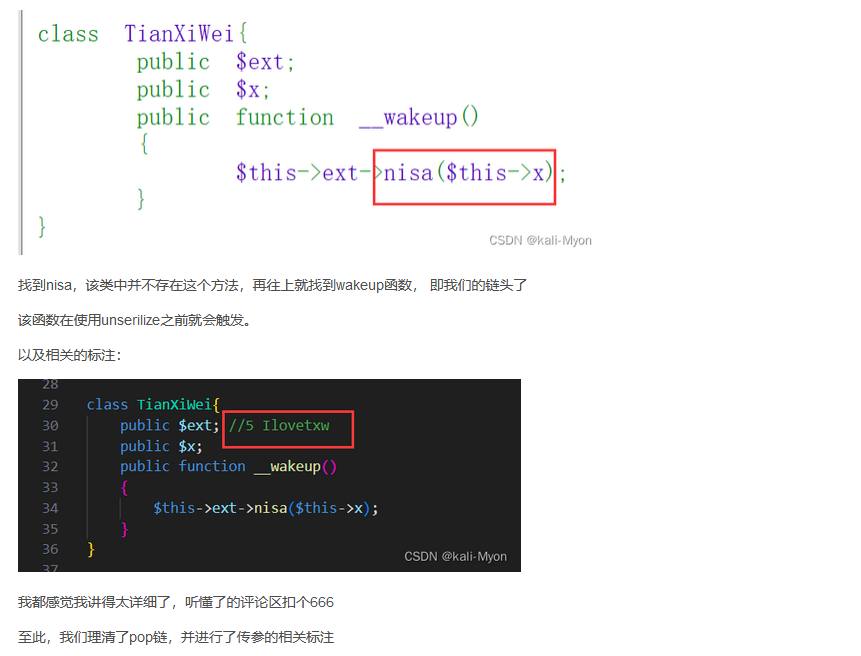 class TianXiWei{
public $ext;
public $x;
public function __wakeup()
{
$this->ext->nisa($this->x);
}
}
CSDN @kali-Myon
找到nisa，该类中并不存在这个方法，再往上就找到wakeup函数， 即我们的链头了
该函数在使用unserilize之前就会触发。
以及相关的标注：
28
29 class TianXiWei{
30 public $ext; //5 Ilovetxw
31 public $x;
32 public function __wakeup()
33 {
34 $this->ext->nisa($this->x);
35 }
36 }
37
CSDN @kali-Myon
我都感觉我讲得太详细了，听懂了的评论区扣个666
至此，我们理清了pop链，并进行了传参的相关标注